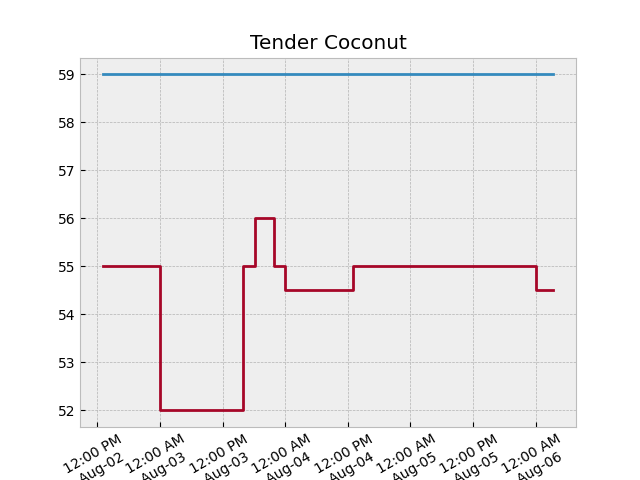 Tender Coconut
59
58
57
56
55
54
53
52
12:00 PM
Aug-02
12:00 AM
Aug-03
12:00 PM
Aug-03
12:00 AM
Aug-04
12:00 PM
Aug-04
12:00 AM
Aug-05
12:00 PM
Aug-05
12:00 AM
Aug-06